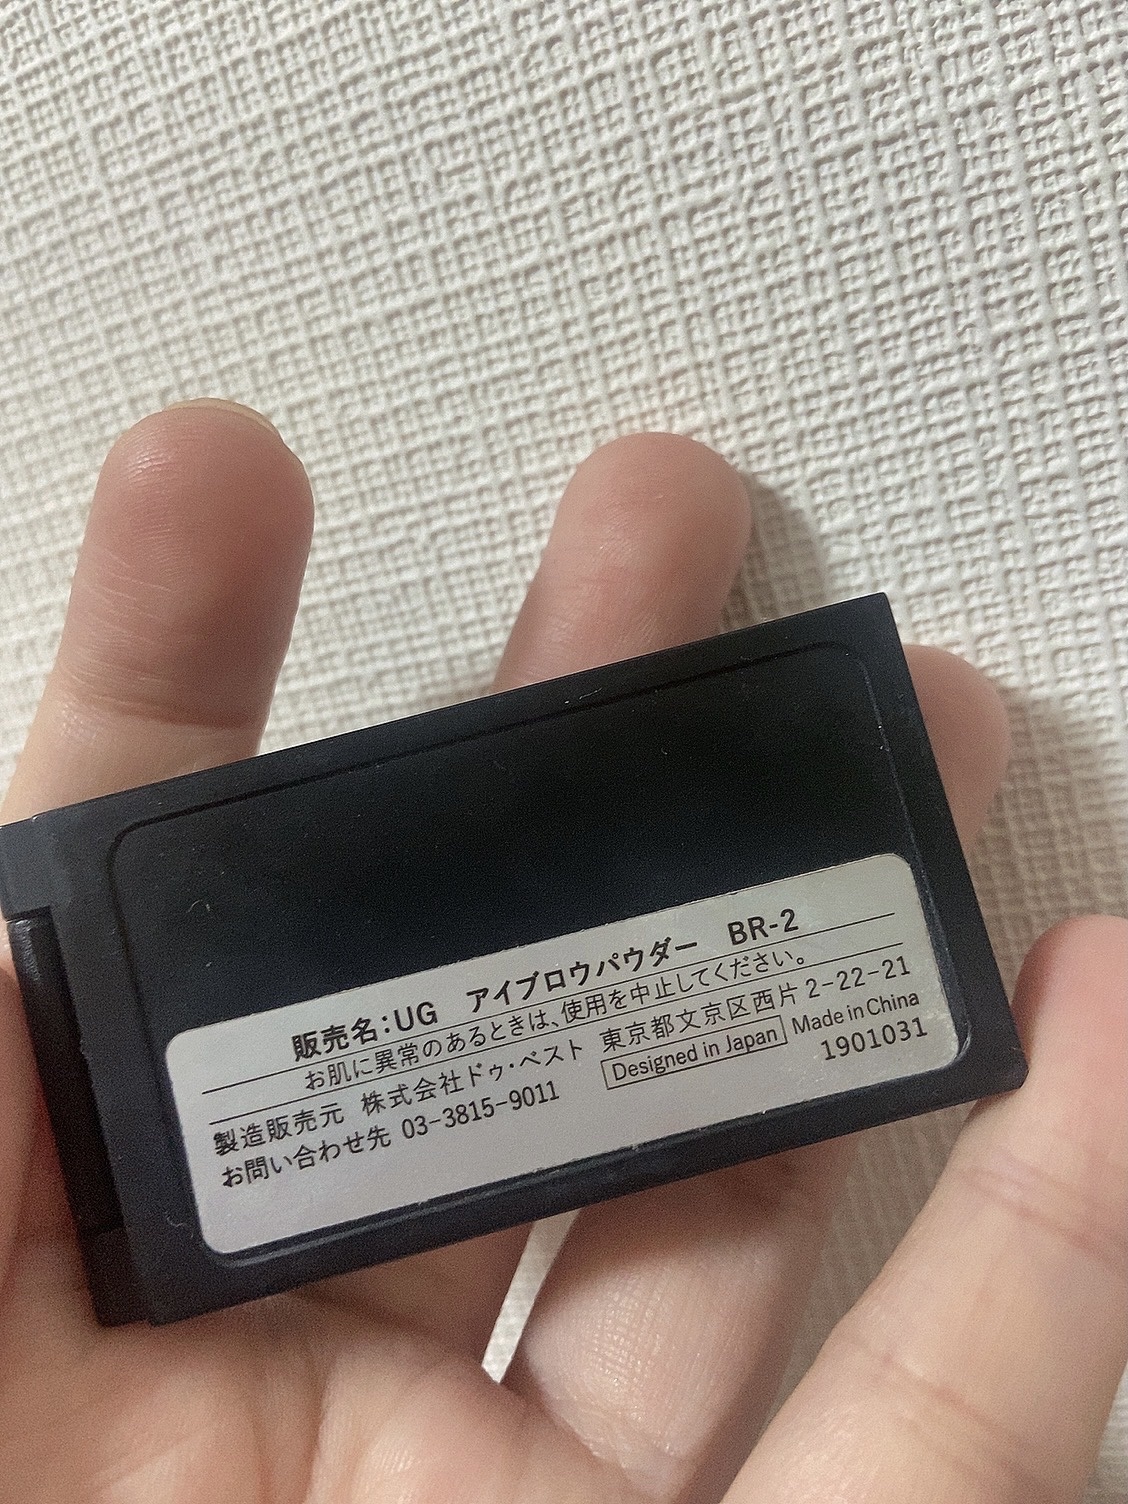 販売名：UG　アイブロウパウダー　BR-2
お肌に異常のあるときは、使用を中止してください。
製造販売元　株式会社ドゥ・ベスト　東京都文京区西片 2-22-21
お問い合わせ先 03-3815-9011　Designed in Japan　Made in China
1901031